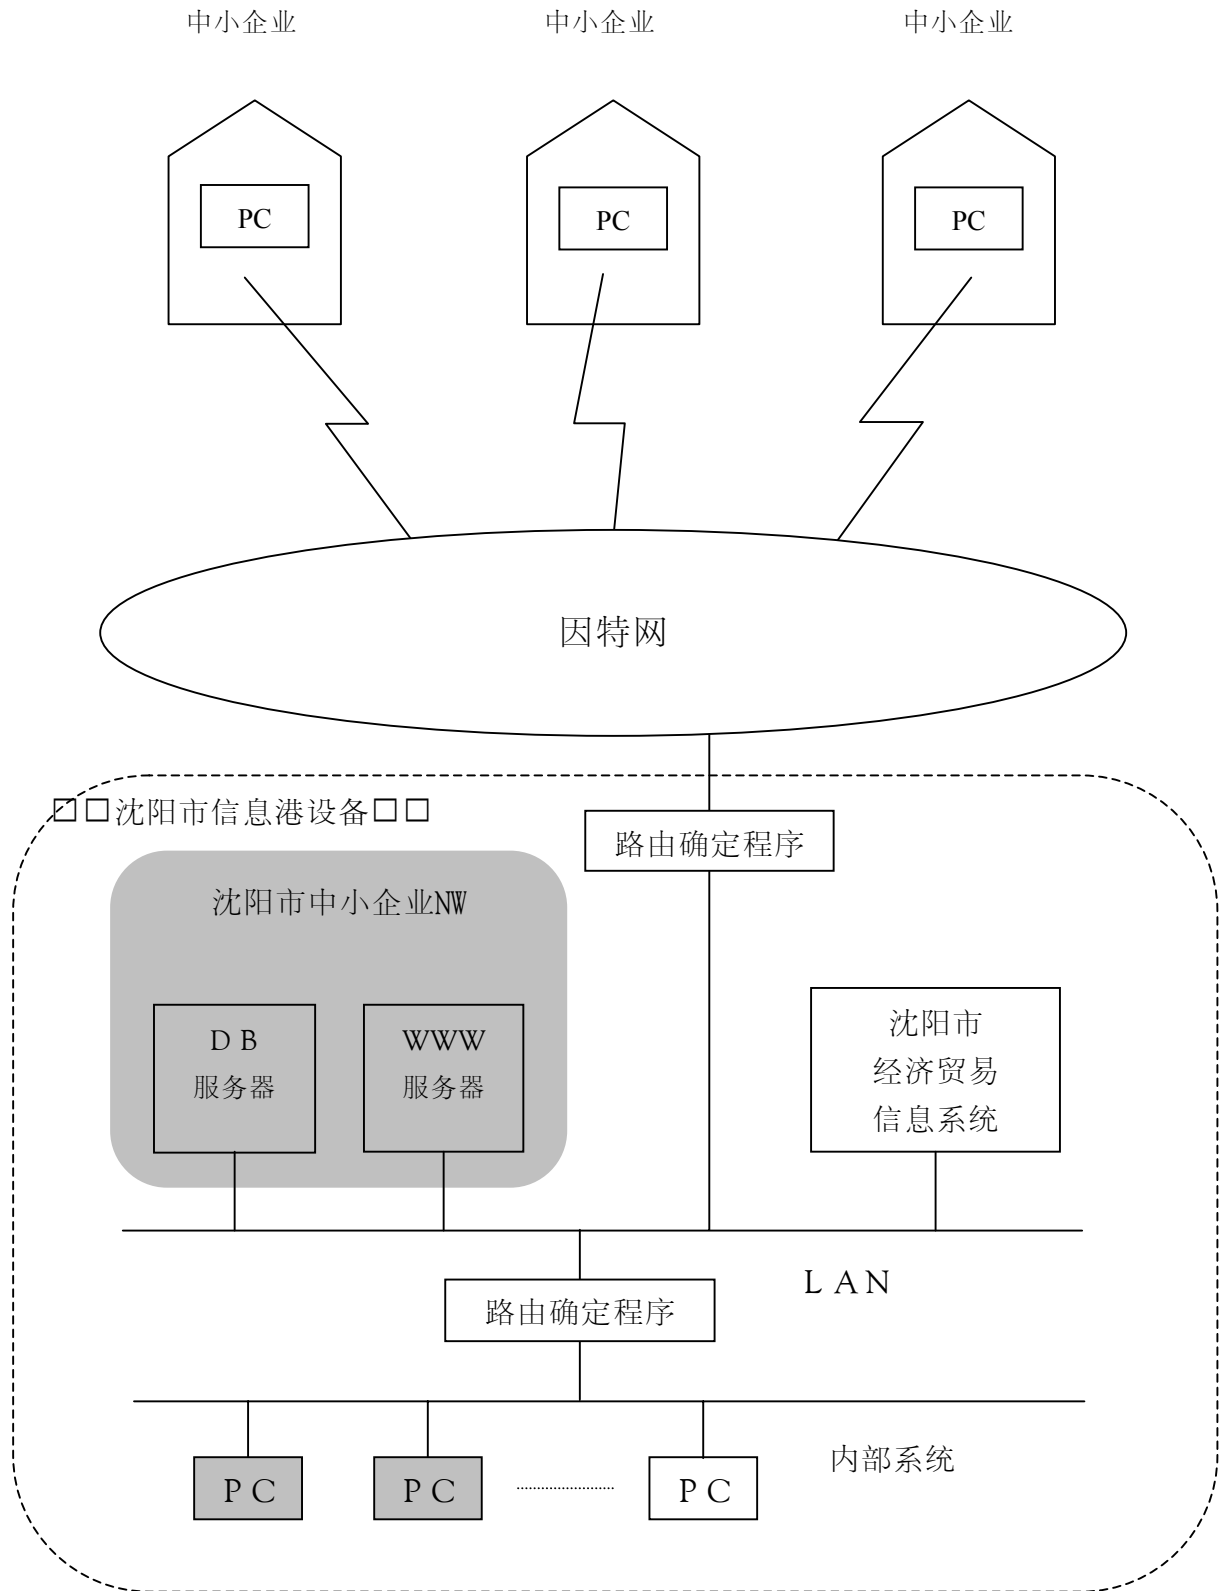 中小企业 中小企业 中小企业
PC PC PC
因特网
□□沈阳市信息港设备□□
路由确定程序
沈阳市中小企业NW
DB
服务器
WWW
服务器
沈阳市
经济贸易
信息系统
LAN
路由确定程序
内部系统
PC PC ........................ PC